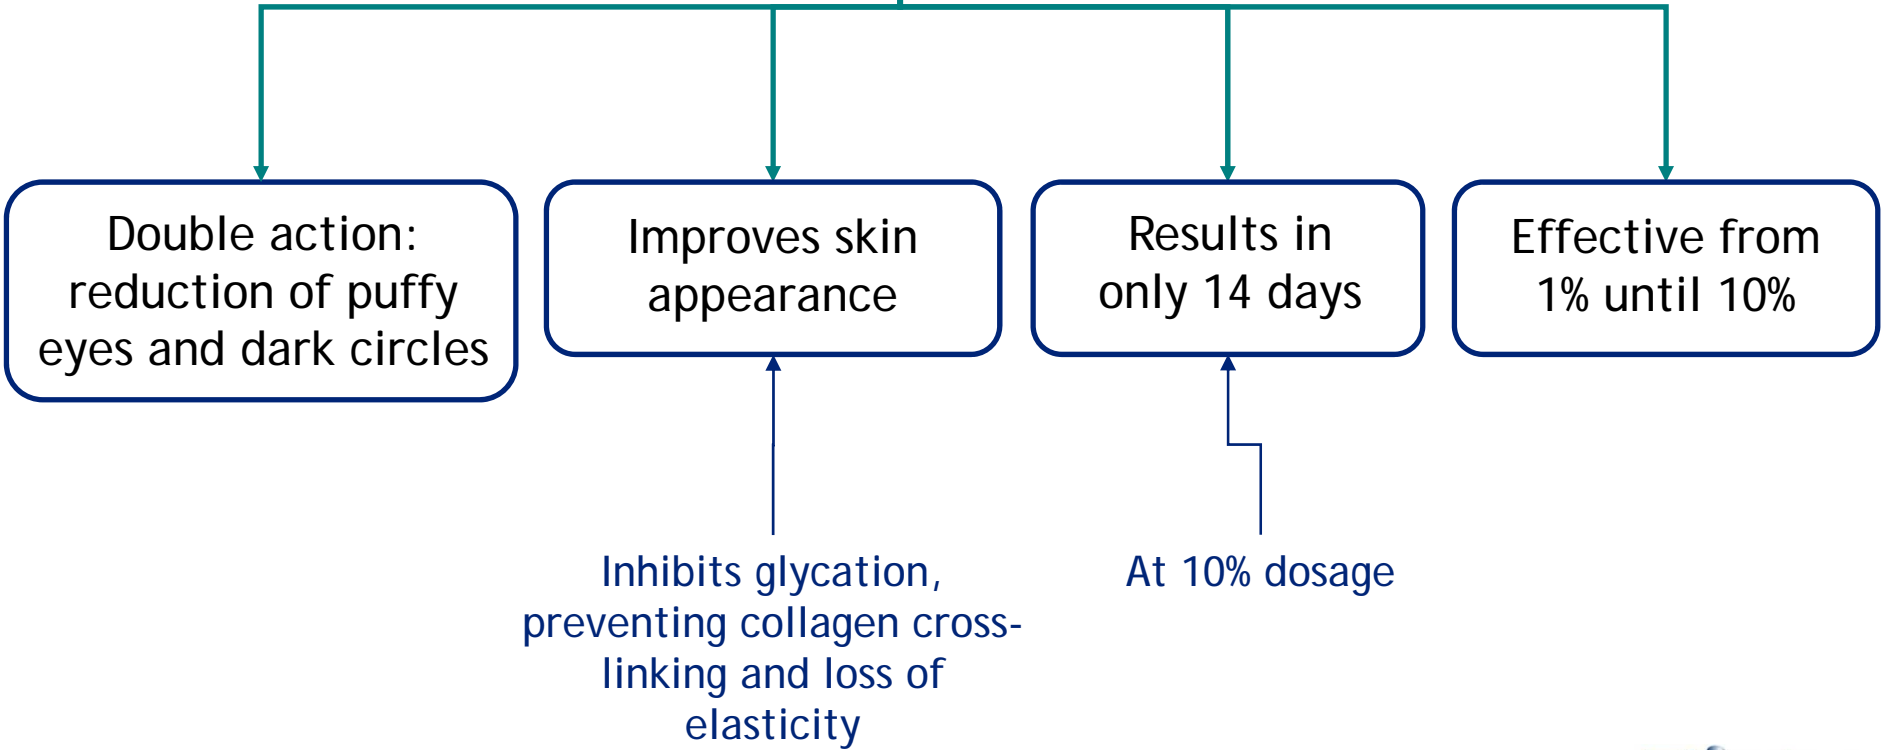 Double action:
reduction of puffy
eyes and dark circles
Improves skin
appearance
Results in
only 14 days
Effective from
1% until 10%
Inhibits glycation,
preventing collagen cross-
linking and loss of
elasticity
At 10% dosage